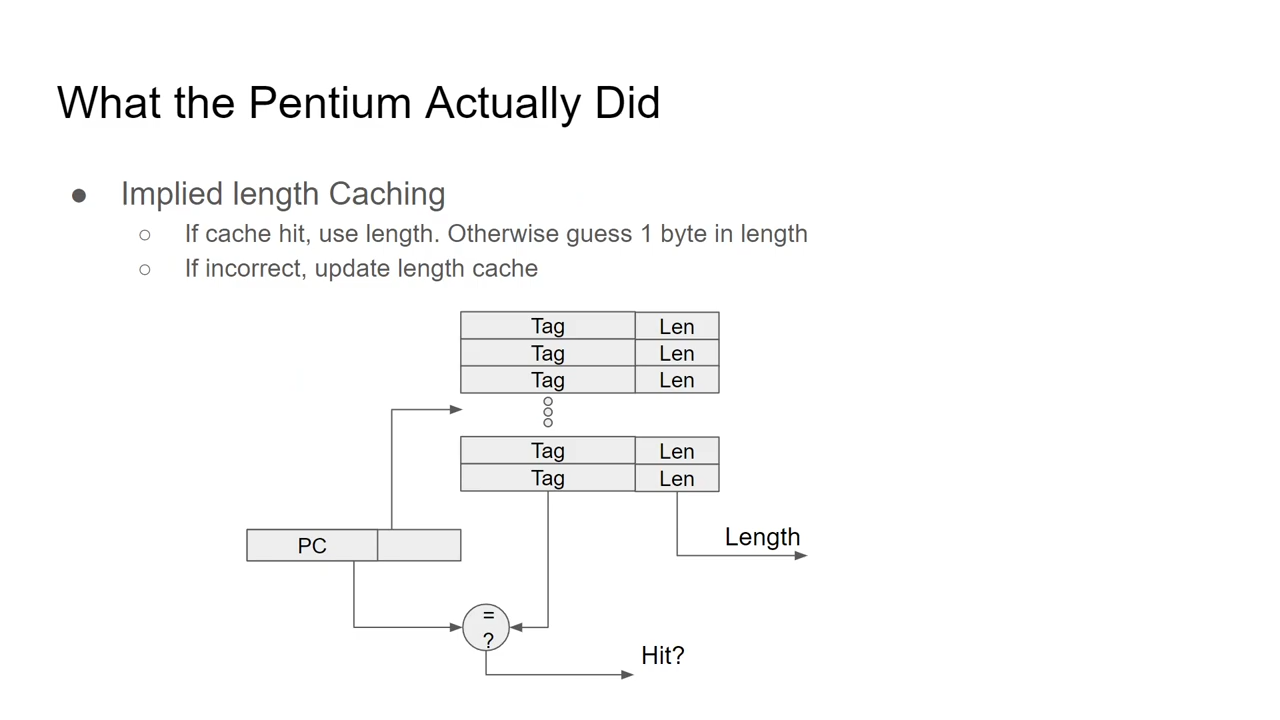 What the Pentium Actually Did
● Implied length Caching
○ If cache hit, use length. Otherwise guess 1 byte in length
○ If incorrect, update length cache
Tag Len
Tag Len
Tag Len
Tag Len
Tag Len
Length
PC
=
?
Hit?